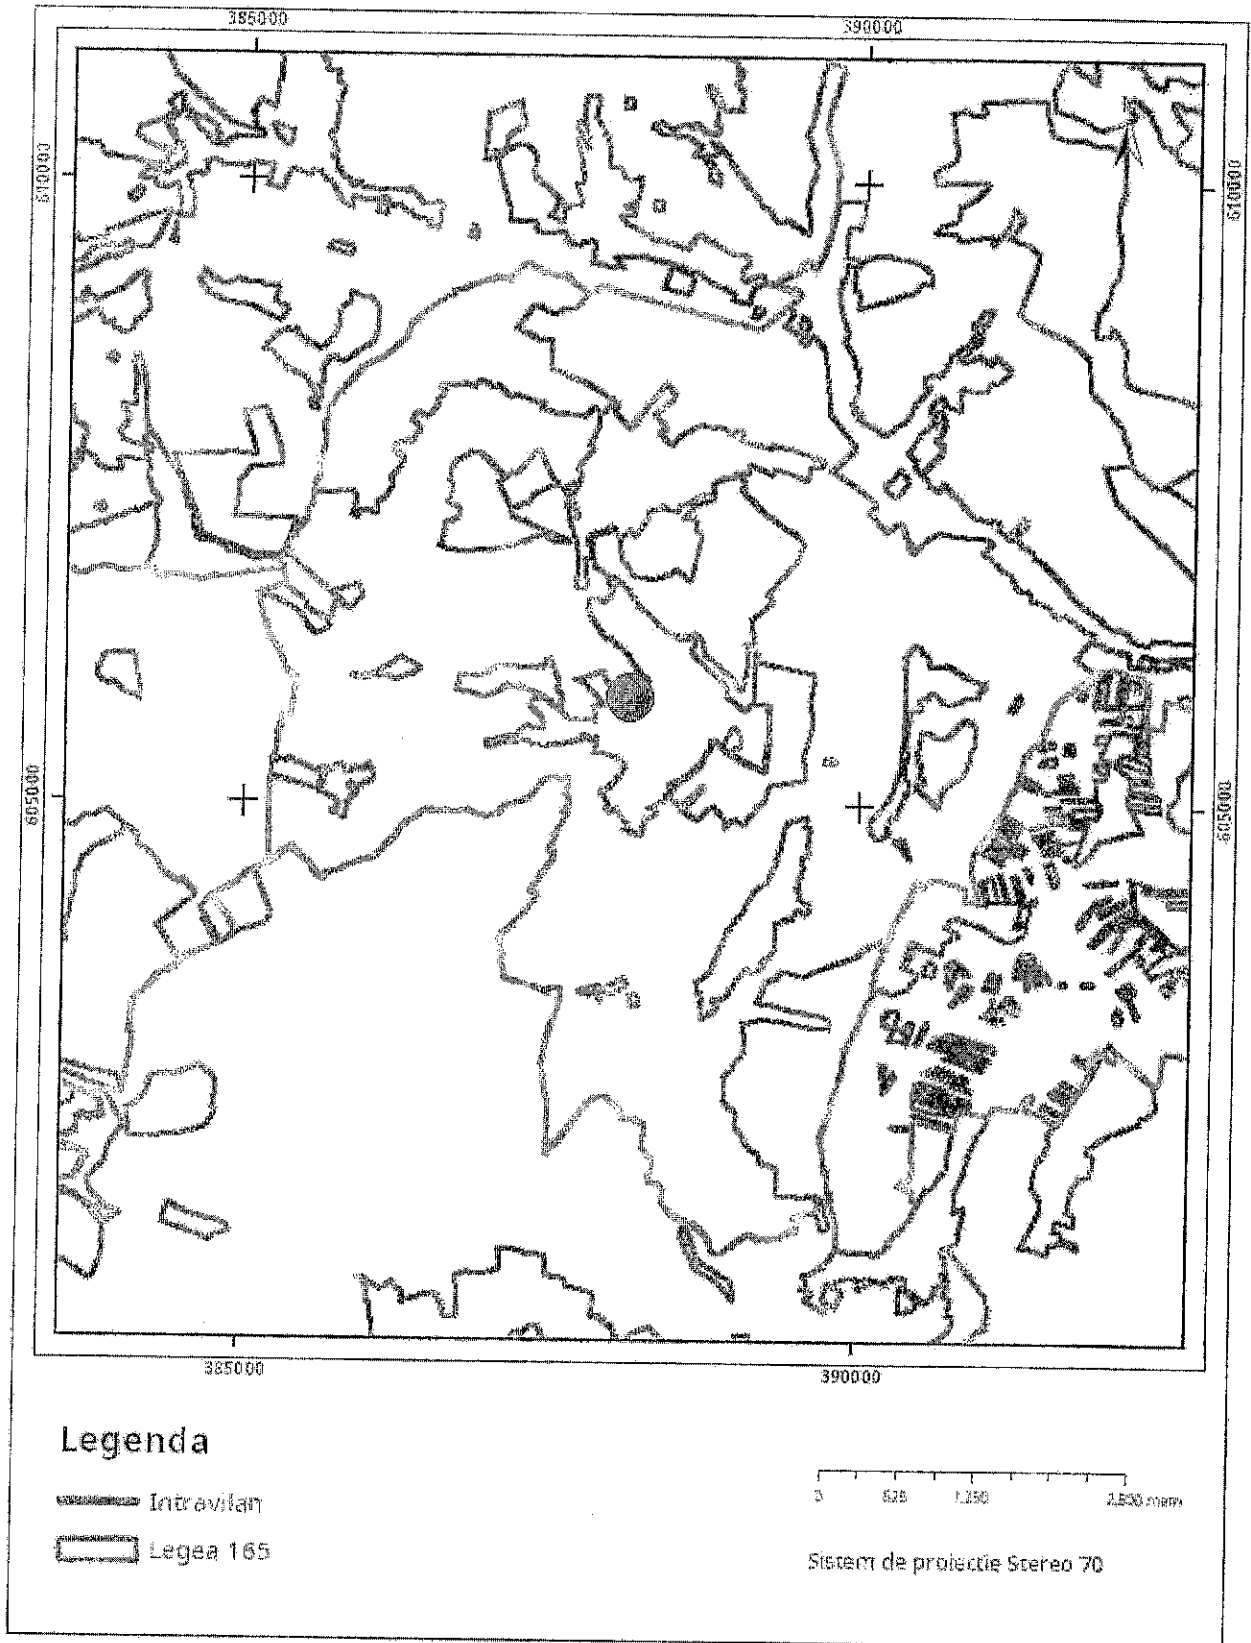 385000 390000
610000 610000
605000 605000
385000 390000
Legenda
Intravilan
Legea 165
0 625 1,250 2,500 metri
Sistem de proiectie Stereo 70